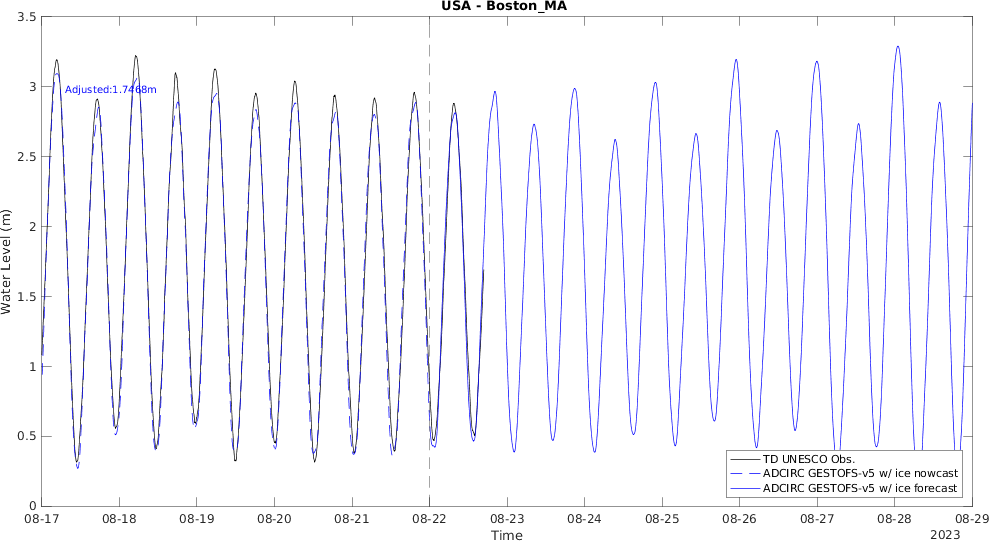 USA - Boston_MA
3.5
3
2.5
2
1.5
1
0.5
0
Water Level (m)
Adjusted:1.7468m
TD UNESCO Obs.
ADCIRC GESTOFS-v5 w/ ice nowcast
ADCIRC GESTOFS-v5 w/ ice forecast
08-17 08-18 08-19 08-20 08-21 08-22 08-23 08-24 08-25 08-26 08-27 08-28 08-29
Time
2023